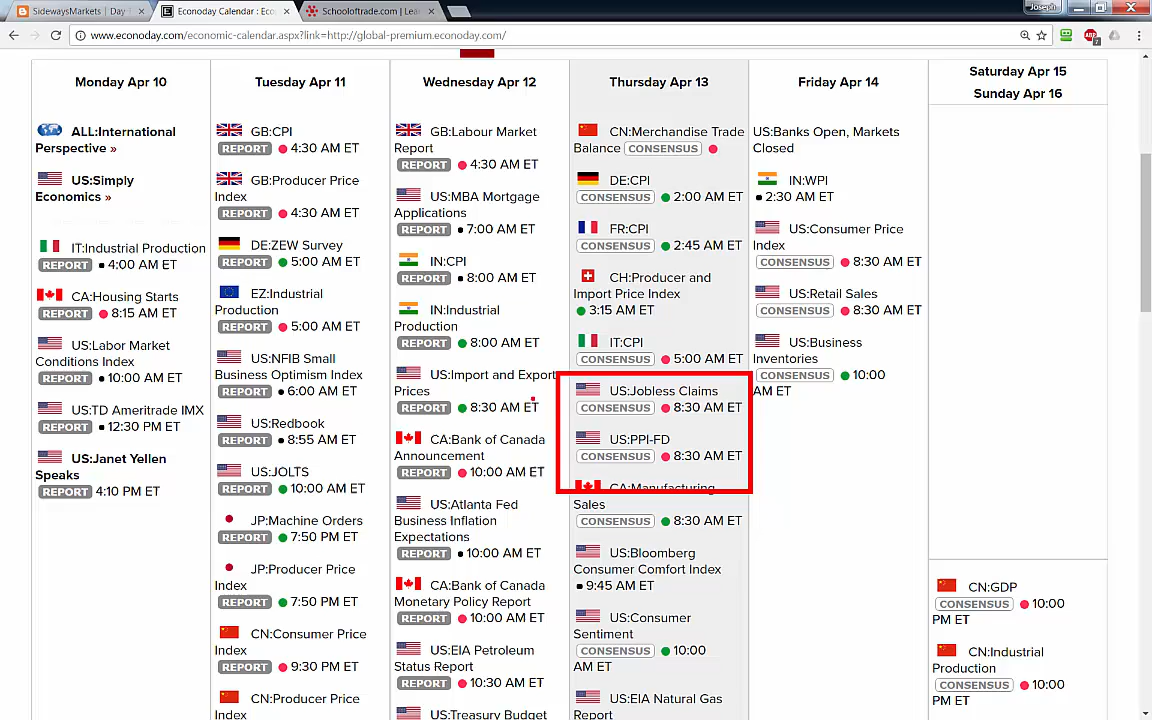 SidewaysMarkets | Day
Econoday Calendar : Eco
Schooloftrade.com | Lea
Joseph
www.econoday.com/economic-calendar.aspx?link=http://global-premium.econoday.com/
7
Monday Apr 10
ALL:International
Perspective »
US:Simply
Economics »
IT:Industrial Production
REPORT 4:00 AM ET
CA:Housing Starts
REPORT 8:15 AM ET
US:Labor Market
Conditions Index
REPORT 10:00 AM ET
US:TD Ameritrade IMX
REPORT 12:30 PM ET
US:Janet Yellen
Speaks
REPORT 4:10 PM ET
Tuesday Apr 11
GB:CPI
REPORT 4:30 AM ET
GB:Producer Price
Index
REPORT 4:30 AM ET
DE:ZEW Survey
REPORT 5:00 AM ET
EZ:Industrial
Production
REPORT 5:00 AM ET
US:NFIB Small
Business Optimism Index
REPORT 6:00 AM ET
US:Redbook
REPORT 8:55 AM ET
US:JOLTS
REPORT 10:00 AM ET
JP:Machine Orders
REPORT 7:50 PM ET
JP:Producer Price
Index
REPORT 7:50 PM ET
CN:Consumer Price
Index
REPORT 9:30 PM ET
CN:Producer Price
Index
Wednesday Apr 12
GB:Labour Market
Report
REPORT 4:30 AM ET
US:MBA Mortgage
Applications
REPORT 7:00 AM ET
IN:CPI
REPORT 8:00 AM ET
IN:Industrial
Production
REPORT 8:00 AM ET
US:Import and Export
Prices
REPORT 8:30 AM ET
CA:Bank of Canada
Announcement
REPORT 10:00 AM ET
US:Atlanta Fed
Business Inflation
Expectations
REPORT 10:00 AM ET
CA:Bank of Canada
Monetary Policy Report
REPORT 10:00 AM ET
US:EIA Petroleum
Status Report
REPORT 10:30 AM ET
US:Treasury Budget
Thursday Apr 13
CN:Merchandise Trade
Balance CONSENSUS
DE:CPI
CONSENSUS 2:00 AM ET
FR:CPI
CONSENSUS 2:45 AM ET
CH:Producer and
Import Price Index
3:15 AM ET
IT:CPI
CONSENSUS 5:00 AM ET
US:Jobless Claims
CONSENSUS 8:30 AM ET
US:PPI-FD
CONSENSUS 8:30 AM ET
CA:Manufacturing
Sales
CONSENSUS 8:30 AM ET
US:Bloomberg
Consumer Comfort Index
9:45 AM ET
US:Consumer
Sentiment
CONSENSUS 10:00
AM ET
US:EIA Natural Gas
Report
Friday Apr 14
US:Banks Open, Markets
Closed
IN:WPI
2:30 AM ET
US:Consumer Price
Index
CONSENSUS 8:30 AM ET
US:Retail Sales
CONSENSUS 8:30 AM ET
US:Business
Inventories
CONSENSUS 10:00
AM ET
Saturday Apr 15
Sunday Apr 16
CN:GDP
CONSENSUS 10:00
PM ET
CN:Industrial
Production
CONSENSUS 10:00
PM ET